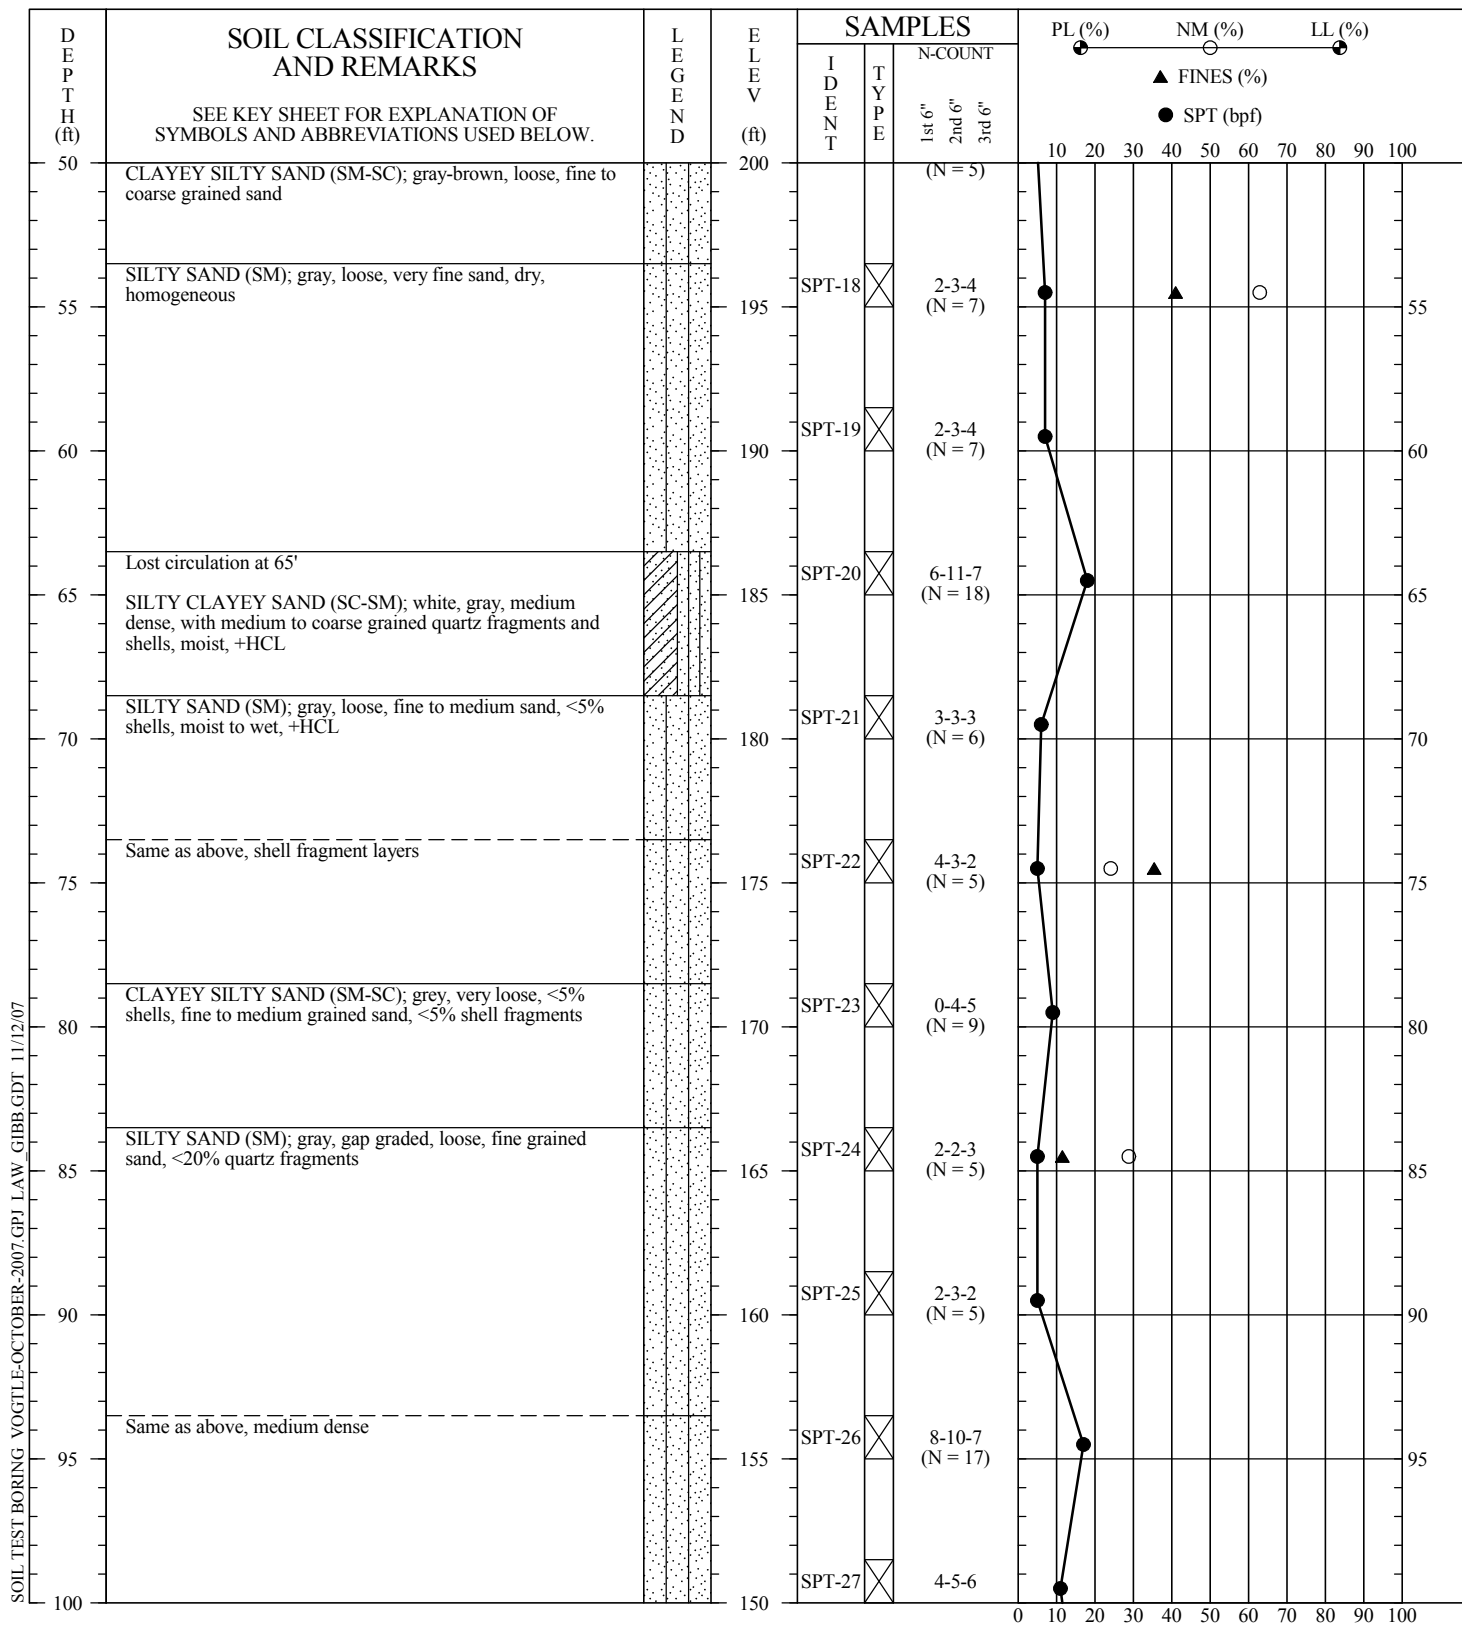 DEPTH
(ft)
SOIL CLASSIFICATION
AND REMARKS
SEE KEY SHEET FOR EXPLANATION OF
SYMBOLS AND ABBREVIATIONS USED BELOW.
LEGEND
ELEV
(ft)
SAMPLES
IDENT
TYPE
N-COUNT
1st 6"
2nd 6"
3rd 6"
PL (%) NM (%) LL (%)
FINES (%)
SPT (bpf)
10 20 30 40 50 60 70 80 90 100
50
CLAYEY SILTY SAND (SM-SC); gray-brown, loose, fine to
coarse grained sand
200
(N = 5)
SILTY SAND (SM); gray, loose, very fine sand, dry,
homogeneous
SPT-18
2-3-4
(N = 7)
55
195
55
SPT-19
2-3-4
(N = 7)
60
190
60
Lost circulation at 65'
SPT-20
6-11-7
(N = 18)
65
185
65
SILTY CLAYEY SAND (SC-SM); white, gray, medium
dense, with medium to coarse grained quartz fragments and
shells, moist, +HCL
SILTY SAND (SM); gray, loose, fine to medium sand, <5%
shells, moist to wet, +HCL
SPT-21
3-3-3
(N = 6)
70
180
70
Same as above, shell fragment layers
SPT-22
4-3-2
(N = 5)
75
175
75
CLAYEY SILTY SAND (SM-SC); grey, very loose, <5%
shells, fine to medium grained sand, <5% shell fragments
SPT-23
0-4-5
(N = 9)
80
170
80
SILTY SAND (SM); gray, gap graded, loose, fine grained
sand, <20% quartz fragments
SPT-24
2-2-3
(N = 5)
85
165
85
SPT-25
2-3-2
(N = 5)
90
160
90
Same as above, medium dense
SPT-26
8-10-7
(N = 17)
95
155
95
SPT-27
4-5-6
100
150
0 10 20 30 40 50 60 70 80 90 100
SOIL TEST BORING VOGTLE-OCTOBER-2007.GPJ LAW_GIBB.GDT 11/12/07